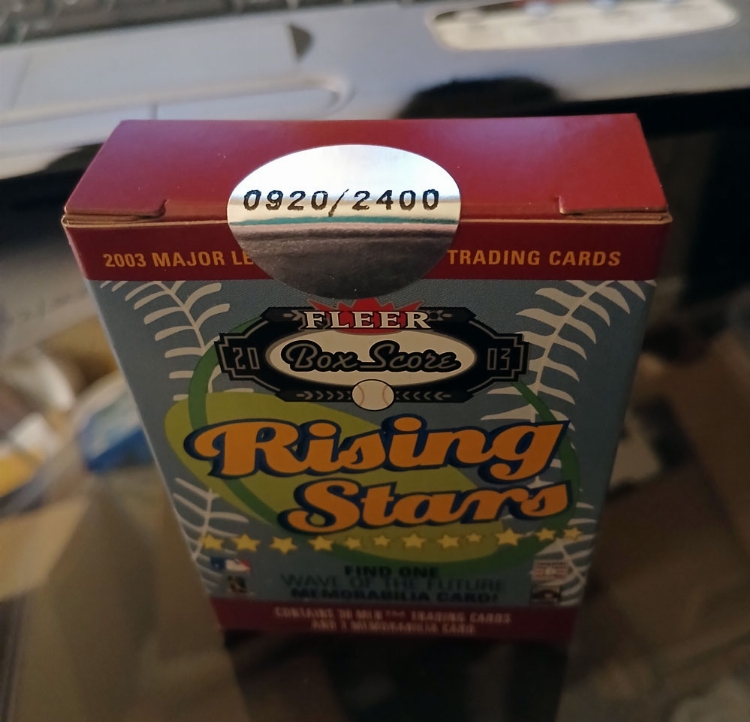 0920/2400
2003 MAJOR LE TRADING CARDS
FLEER
20 Box Score 03
Rising
Stars
FIND ONE
WAVE OF THE FUTURE
MEMORABILIA CARD!
CONTAINS 30 MLB™ TRADING CARDS
AND 1 MEMORABILIA CARD